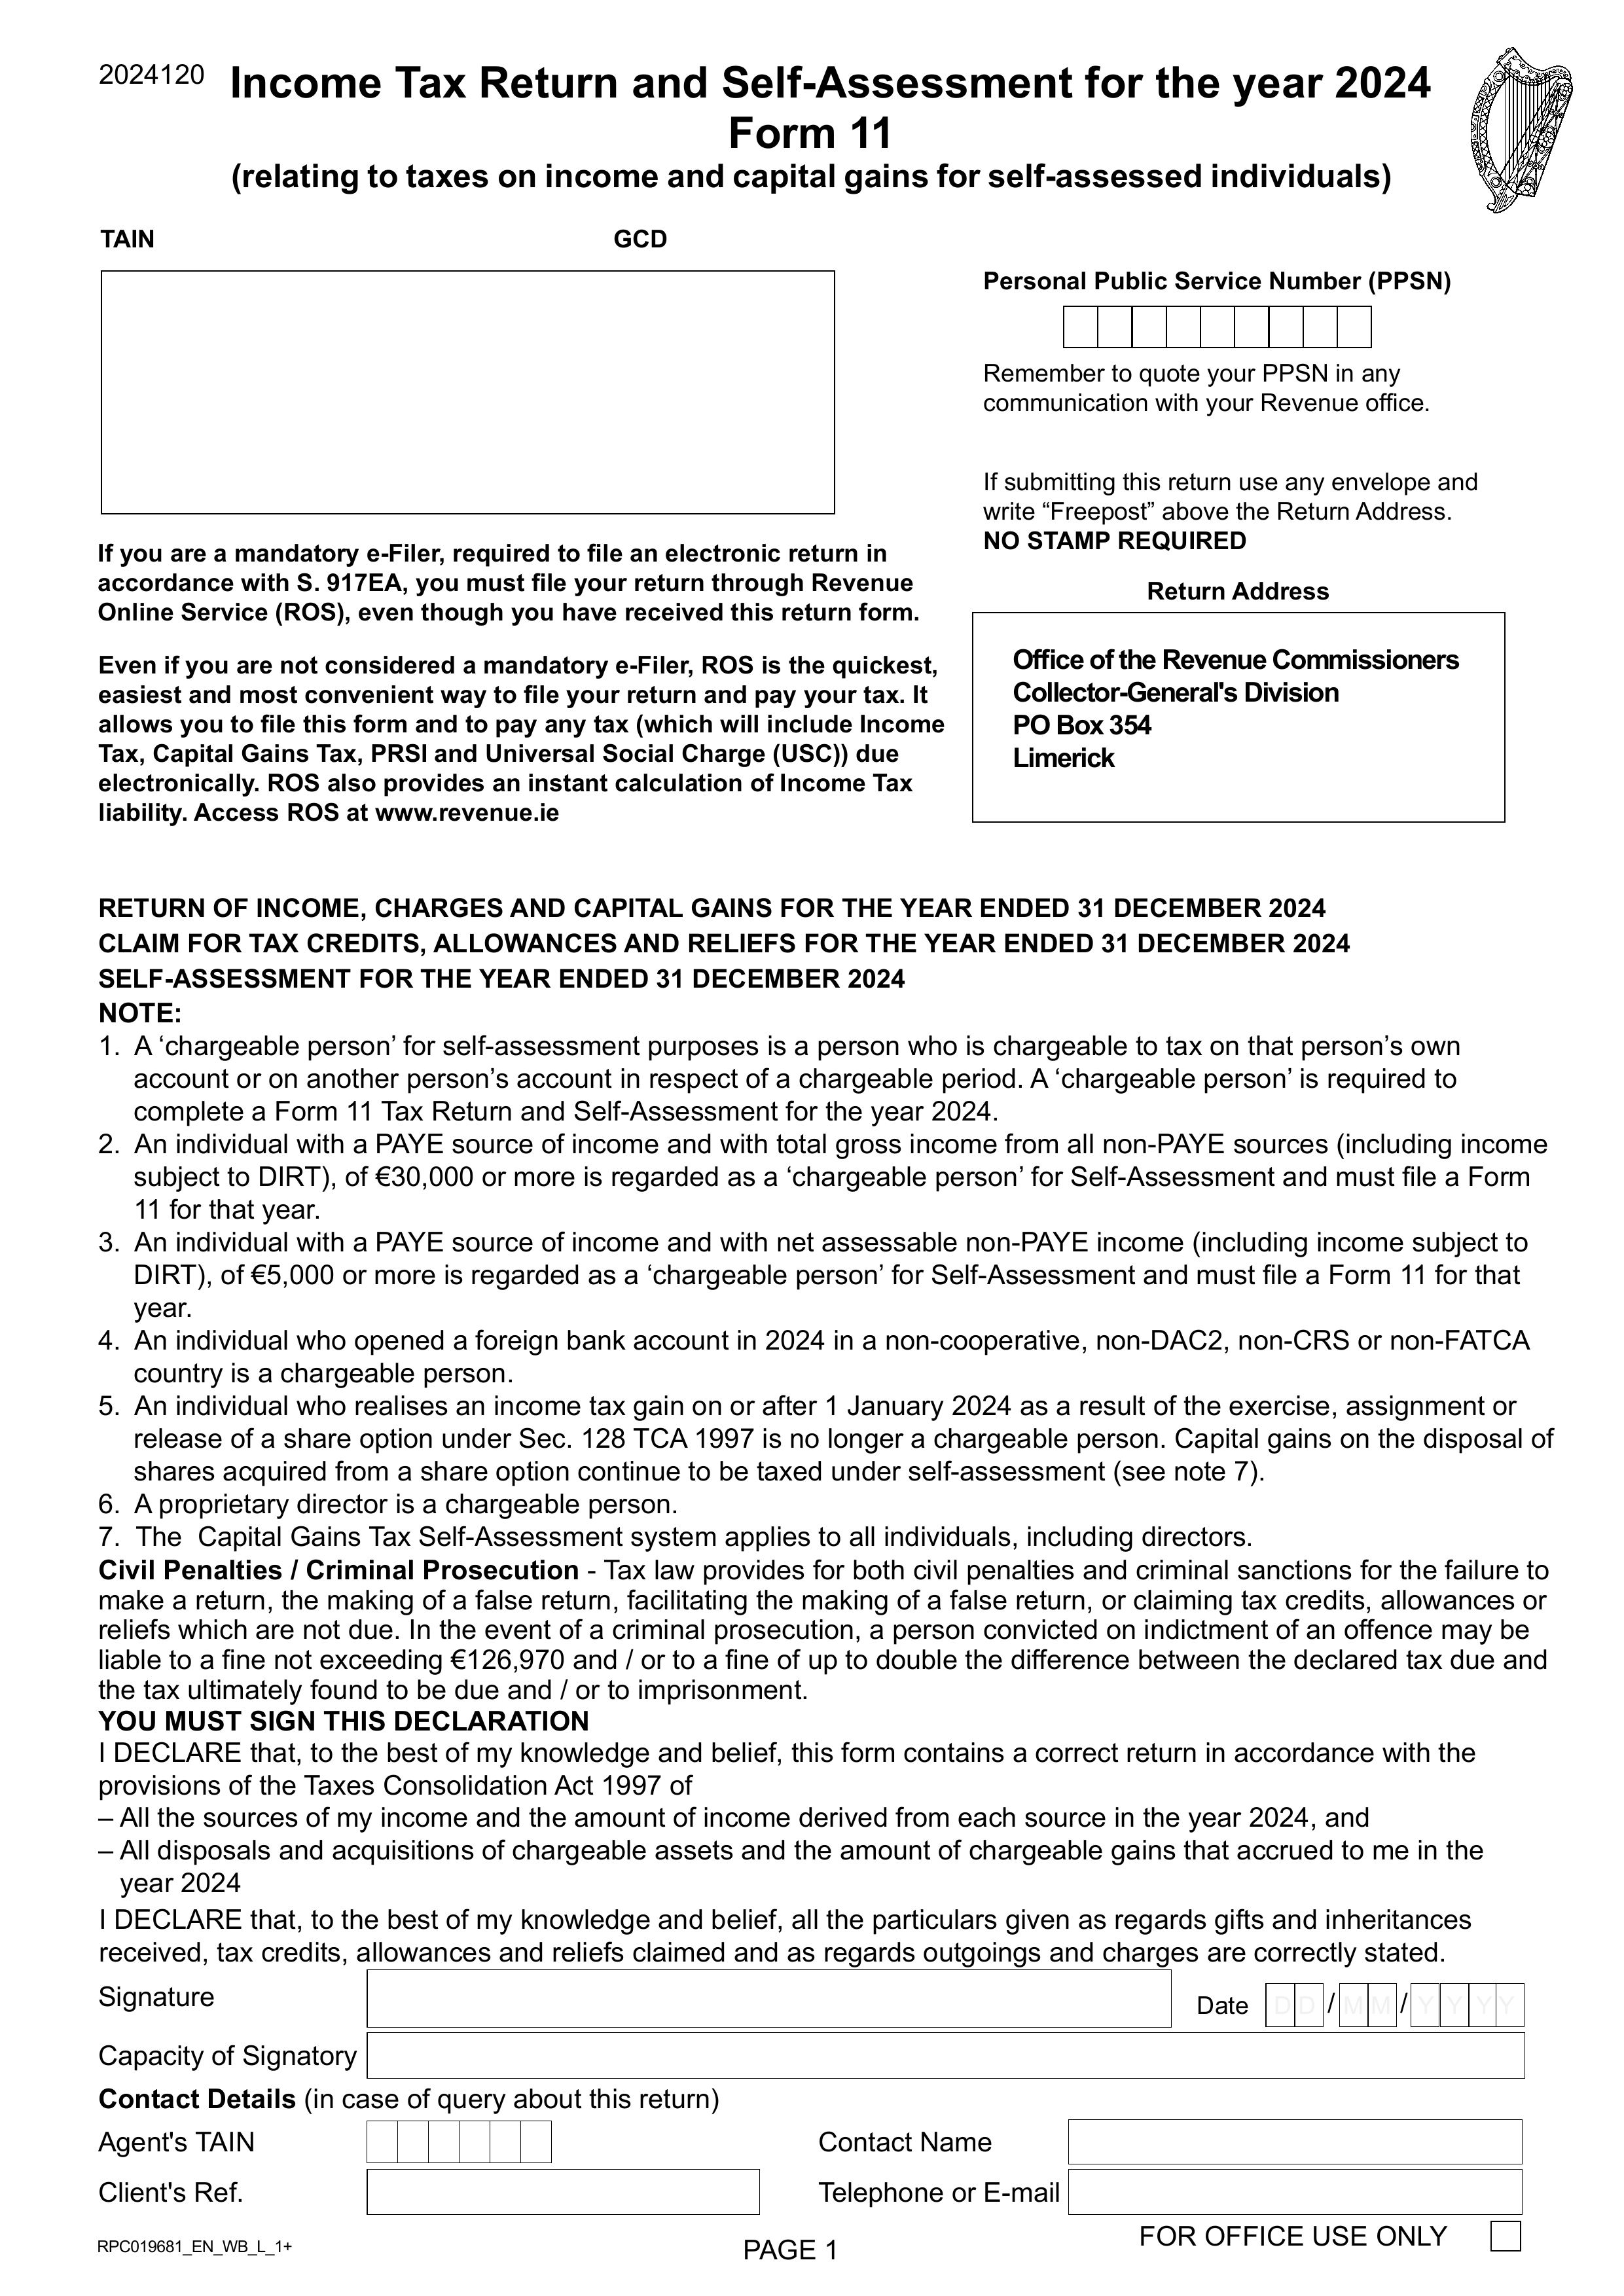 2024120
Income Tax Return and Self-Assessment for the year 2024
Form 11
(relating to taxes on income and capital gains for self-assessed individuals)
TAIN
GCD
Personal Public Service Number (PPSN)
Remember to quote your PPSN in any
communication with your Revenue office.
If submitting this return use any envelope and
write “Freepost” above the Return Address.
NO STAMP REQUIRED
Return Address
Office of the Revenue Commissioners
Collector-General's Division
PO Box 354
Limerick
If you are a mandatory e-Filer, required to file an electronic return in
accordance with S. 917EA, you must file your return through Revenue
Online Service (ROS), even though you have received this return form.
Even if you are not considered a mandatory e-Filer, ROS is the quickest,
easiest and most convenient way to file your return and pay your tax. It
allows you to file this form and to pay any tax (which will include Income
Tax, Capital Gains Tax, PRSI and Universal Social Charge (USC)) due
electronically. ROS also provides an instant calculation of Income Tax
liability. Access ROS at www.revenue.ie
RETURN OF INCOME, CHARGES AND CAPITAL GAINS FOR THE YEAR ENDED 31 DECEMBER 2024
CLAIM FOR TAX CREDITS, ALLOWANCES AND RELIEFS FOR THE YEAR ENDED 31 DECEMBER 2024
SELF-ASSESSMENT FOR THE YEAR ENDED 31 DECEMBER 2024
NOTE:
1. A ‘chargeable person’ for self-assessment purposes is a person who is chargeable to tax on that person’s own
account or on another person’s account in respect of a chargeable period. A ‘chargeable person’ is required to
complete a Form 11 Tax Return and Self-Assessment for the year 2024.
2. An individual with a PAYE source of income and with total gross income from all non-PAYE sources (including income
subject to DIRT), of €30,000 or more is regarded as a ‘chargeable person’ for Self-Assessment and must file a Form
11 for that year.
3. An individual with a PAYE source of income and with net assessable non-PAYE income (including income subject to
DIRT), of €5,000 or more is regarded as a ‘chargeable person’ for Self-Assessment and must file a Form 11 for that
year.
4. An individual who opened a foreign bank account in 2024 in a non-cooperative, non-DAC2, non-CRS or non-FATCA
country is a chargeable person.
5. An individual who realises an income tax gain on or after 1 January 2024 as a result of the exercise, assignment or
release of a share option under Sec. 128 TCA 1997 is no longer a chargeable person. Capital gains on the disposal of
shares acquired from a share option continue to be taxed under self-assessment (see note 7).
6. A proprietary director is a chargeable person.
7. The Capital Gains Tax Self-Assessment system applies to all individuals, including directors.
Civil Penalties / Criminal Prosecution - Tax law provides for both civil penalties and criminal sanctions for the failure to
make a return, the making of a false return, facilitating the making of a false return, or claiming tax credits, allowances or
reliefs which are not due. In the event of a criminal prosecution, a person convicted on indictment of an offence may be
liable to a fine not exceeding €126,970 and / or to a fine of up to double the difference between the declared tax due and
the tax ultimately found to be due and / or to imprisonment.
YOU MUST SIGN THIS DECLARATION
I DECLARE that, to the best of my knowledge and belief, this form contains a correct return in accordance with the
provisions of the Taxes Consolidation Act 1997 of
– All the sources of my income and the amount of income derived from each source in the year 2024, and
– All disposals and acquisitions of chargeable assets and the amount of chargeable gains that accrued to me in the
year 2024
I DECLARE that, to the best of my knowledge and belief, all the particulars given as regards gifts and inheritances
received, tax credits, allowances and reliefs claimed and as regards outgoings and charges are correctly stated.
Signature
Date DD/MM/YYYY
Capacity of Signatory
Contact Details (in case of query about this return)
Agent's TAIN
Contact Name
Client's Ref.
Telephone or E-mail
RPC019681_EN_WB_L_1+
PAGE 1
FOR OFFICE USE ONLY